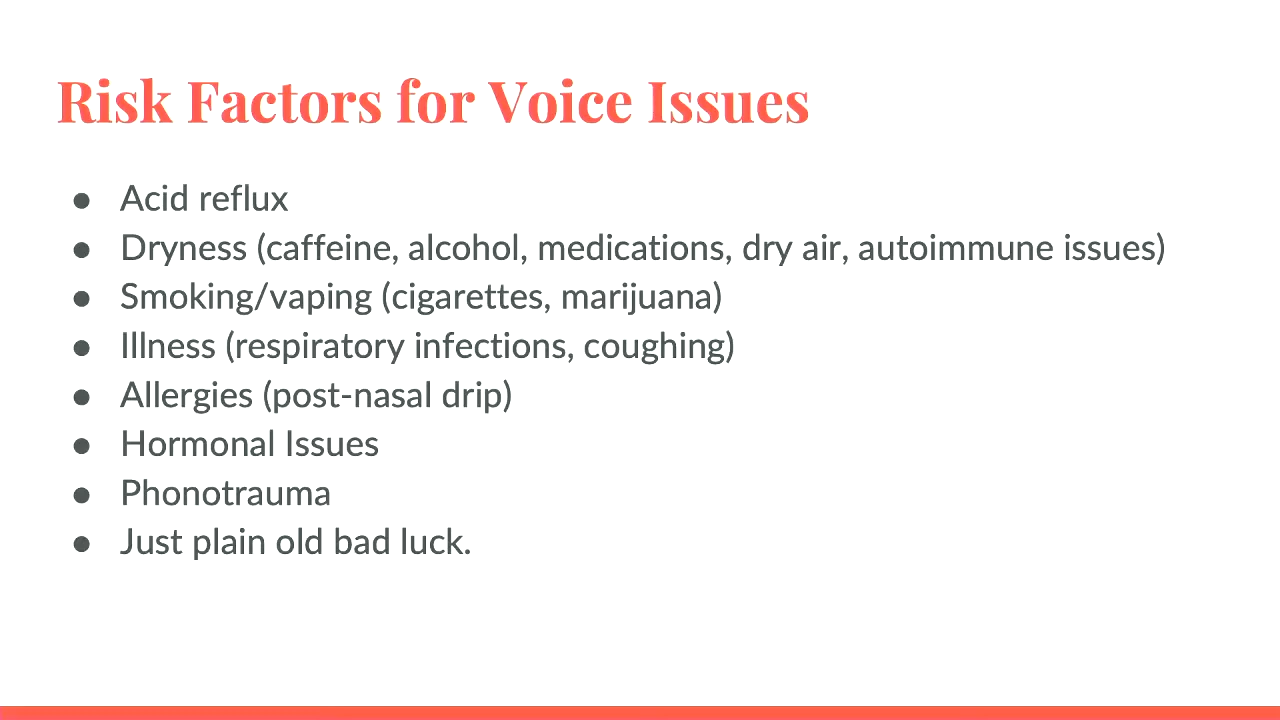 Risk Factors for Voice Issues
● Acid reflux
● Dryness (caffeine, alcohol, medications, dry air, autoimmune issues)
● Smoking/vaping (cigarettes, marijuana)
● Illness (respiratory infections, coughing)
● Allergies (post-nasal drip)
● Hormonal Issues
● Phonotrauma
● Just plain old bad luck.